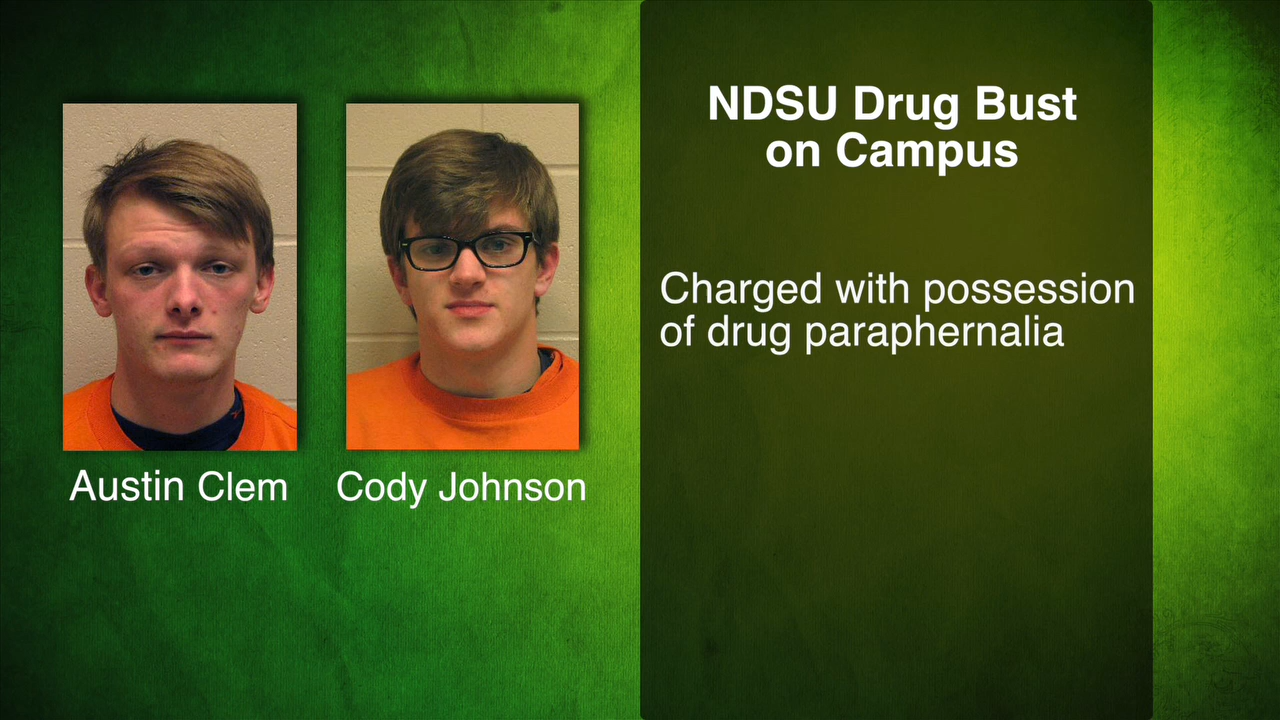 NDSU Drug Bust
on Campus
Charged with possession
of drug paraphernalia
Austin Clem
Cody Johnson